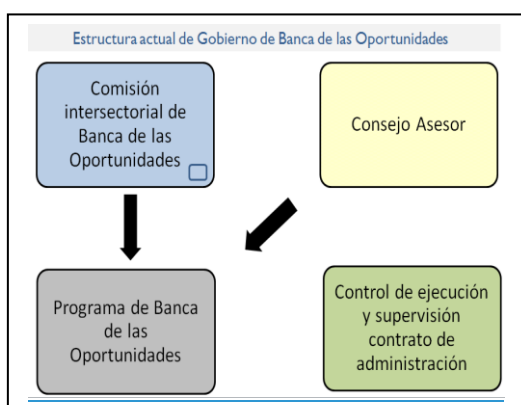 Estructura actual de Gobierno de Banca de las Oportunidades
Comisión
intersectorial de
Banca de las
Oportunidades
Consejo Asesor
Programa de Banca
de las
Oportunidades
Control de ejecución
y supervisión
contrato de
administración